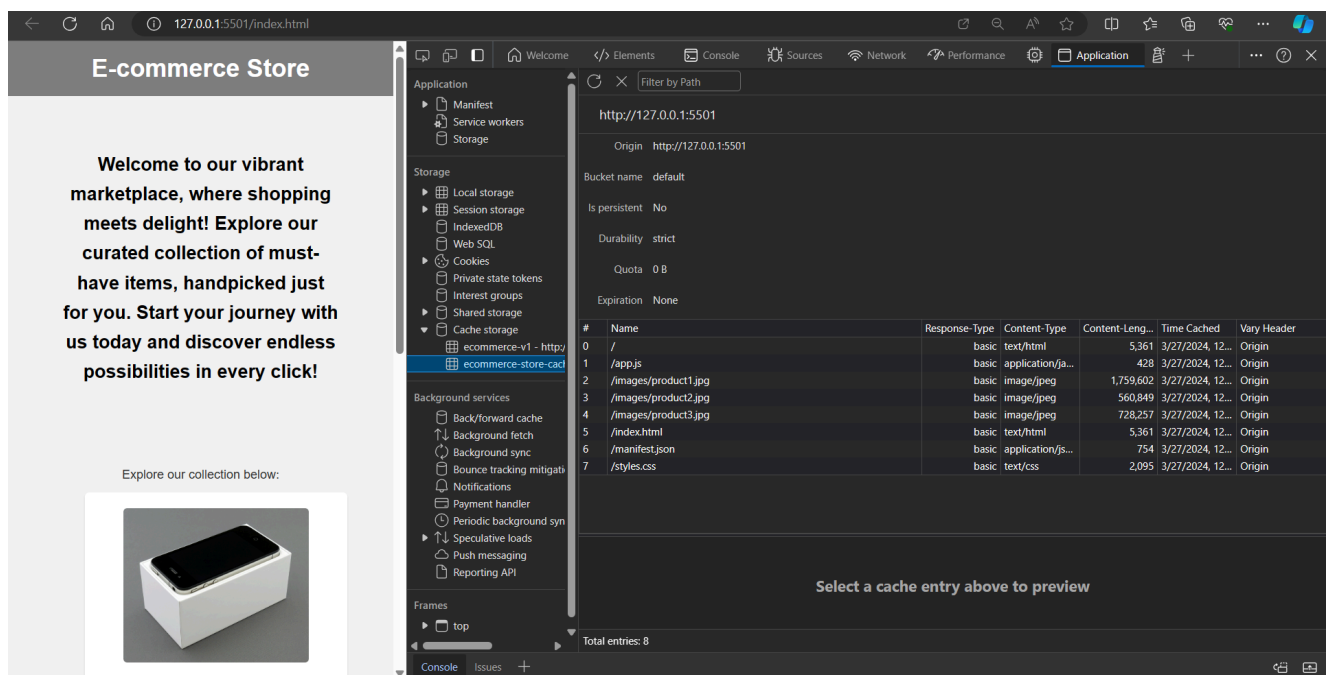 127.0.0.1:5501/index.html
E-commerce Store
Welcome to our vibrant
marketplace, where shopping
meets delight! Explore our
curated collection of must-
have items, handpicked just
for you. Start your journey with
us today and discover endless
possibilities in every click!
Explore our collection below:
Welcome
Elements
Console
Sources
Network
Performance
Application
Application
Manifest
Service workers
Storage
Storage
Local storage
Session storage
IndexedDB
Web SQL
Cookies
Private state tokens
Interest groups
Shared storage
Cache storage
ecommerce-v1 - http:/
ecommerce-store-cach
Background services
Back/forward cache
Background fetch
Background sync
Bounce tracking mitigati
Notifications
Payment handler
Periodic background syn
Speculative loads
Push messaging
Reporting API
Frames
top
Filter by Path
http://127.0.0.1:5501
Origin http://127.0.0.1:5501
Bucket name default
Is persistent No
Durability strict
Quota 0 B
Expiration None
# Name Response-Type Content-Type Content-Leng... Time Cached Vary Header
0 / basic text/html 5,361 3/27/2024, 12... Origin
1 /app.js basic application/ja... 428 3/27/2024, 12... Origin
2 /images/product1.jpg basic image/jpeg 1,759,602 3/27/2024, 12... Origin
3 /images/product2.jpg basic image/jpeg 560,849 3/27/2024, 12... Origin
4 /images/product3.jpg basic image/jpeg 728,257 3/27/2024, 12... Origin
5 /index.html basic text/html 5,361 3/27/2024, 12... Origin
6 /manifest.json basic application/js... 754 3/27/2024, 12... Origin
7 /styles.css basic text/css 2,095 3/27/2024, 12... Origin
Select a cache entry above to preview
Total entries: 8
Console Issues